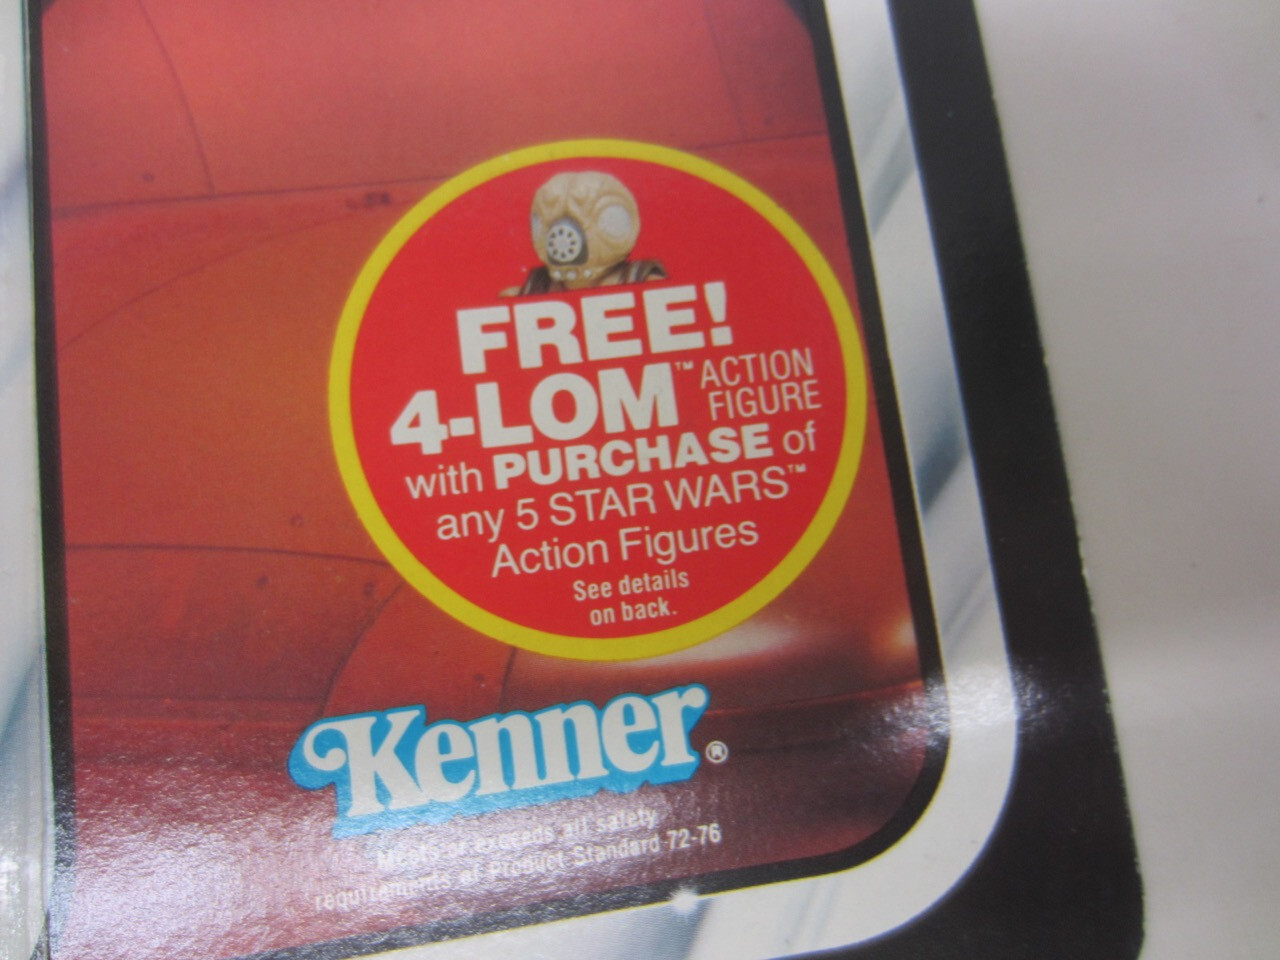 FREE!
4-LOM™ ACTION FIGURE
with PURCHASE of
any 5 STAR WARS™
Action Figures
See details
on back.
Kenner®
Meets or exceeds all safety
requirements of Product Standard 72-76